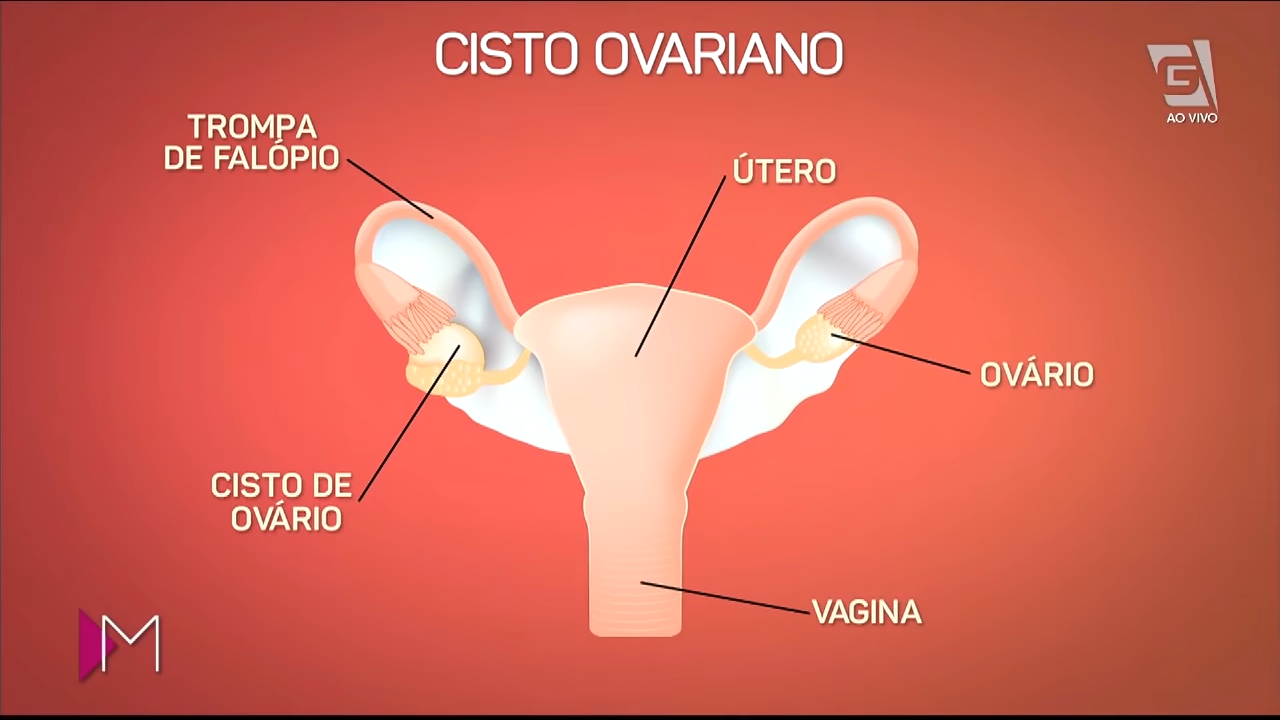 CISTO OVARIANO
G
AO VIVO
TROMPA
DE FALÓPIO
ÚTERO
OVÁRIO
CISTO DE
OVÁRIO
VAGINA
M